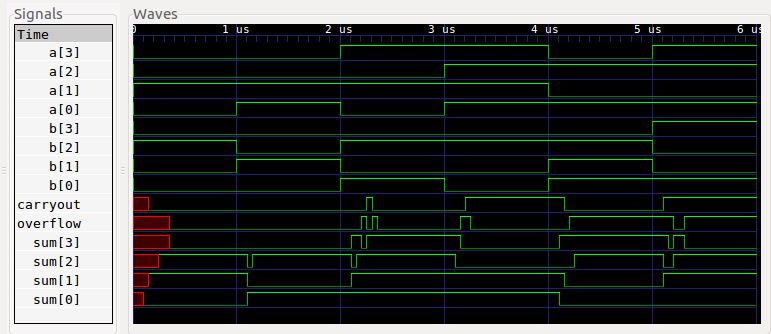 Signals
Waves
Time
0 1 us 2 us 3 us 4 us 5 us 6 us
a[3]
a[2]
a[1]
a[0]
b[3]
b[2]
b[1]
b[0]
carryout
overflow
sum[3]
sum[2]
sum[1]
sum[0]